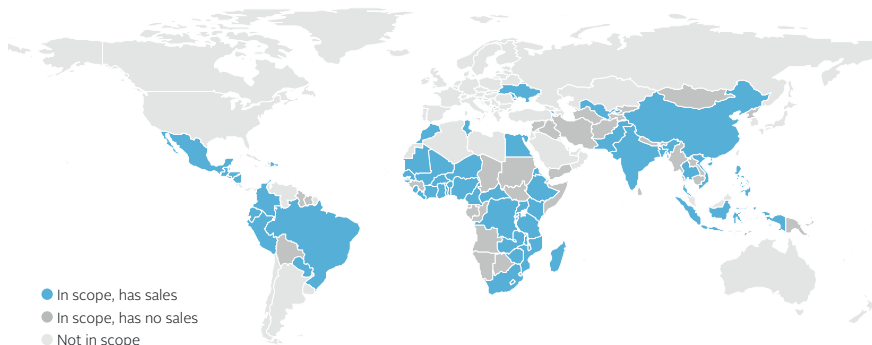 In scope, has sales
In scope, has no sales
Not in scope